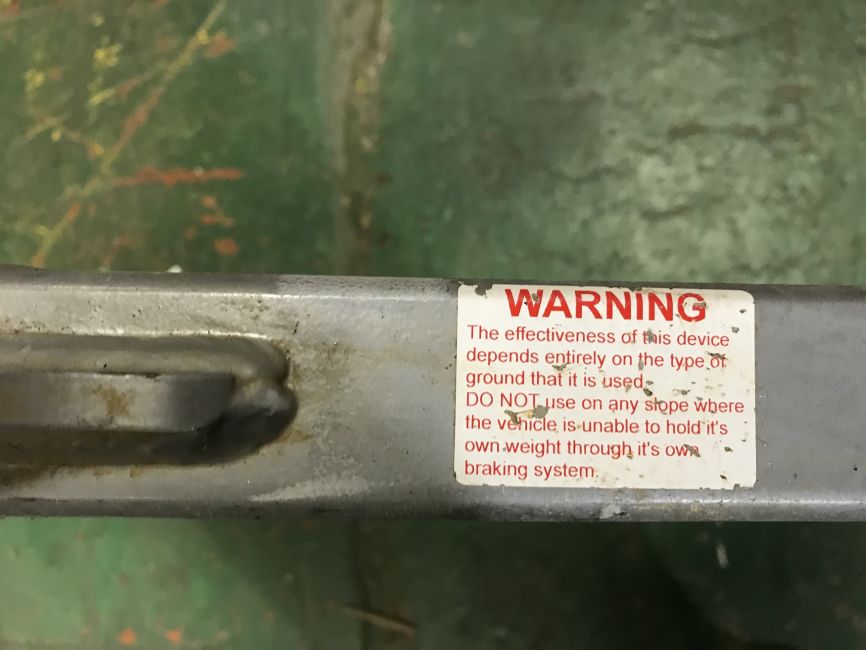 WARNING
The effectiveness of this device
depends entirely on the type of
ground that it is used.
DO NOT use on any slope where
the vehicle is unable to hold it's
own weight through it's own
braking system.